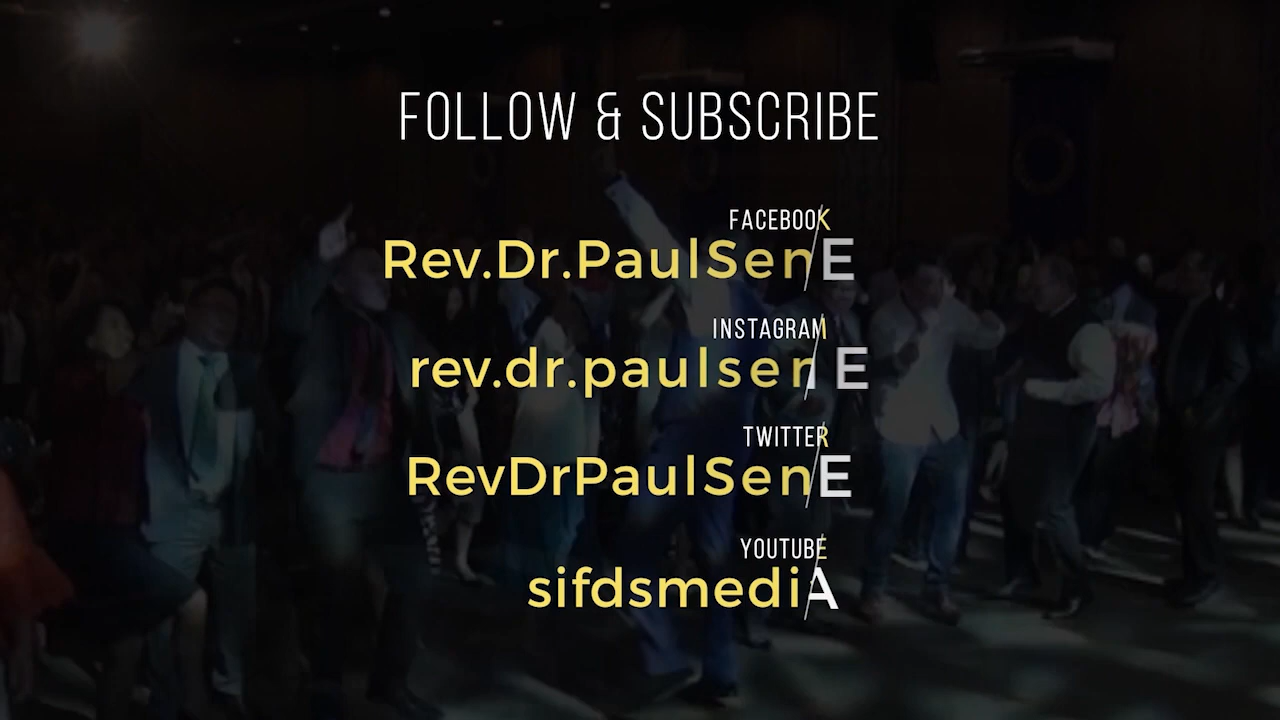 FOLLOW & SUBSCRIBE
FACEBOOK
Rev.Dr.PaulSenE
INSTAGRAM
rev.dr.paulsenE
TWITTER
RevDrPaulSenE
YOUTUBE
sifdsmediA